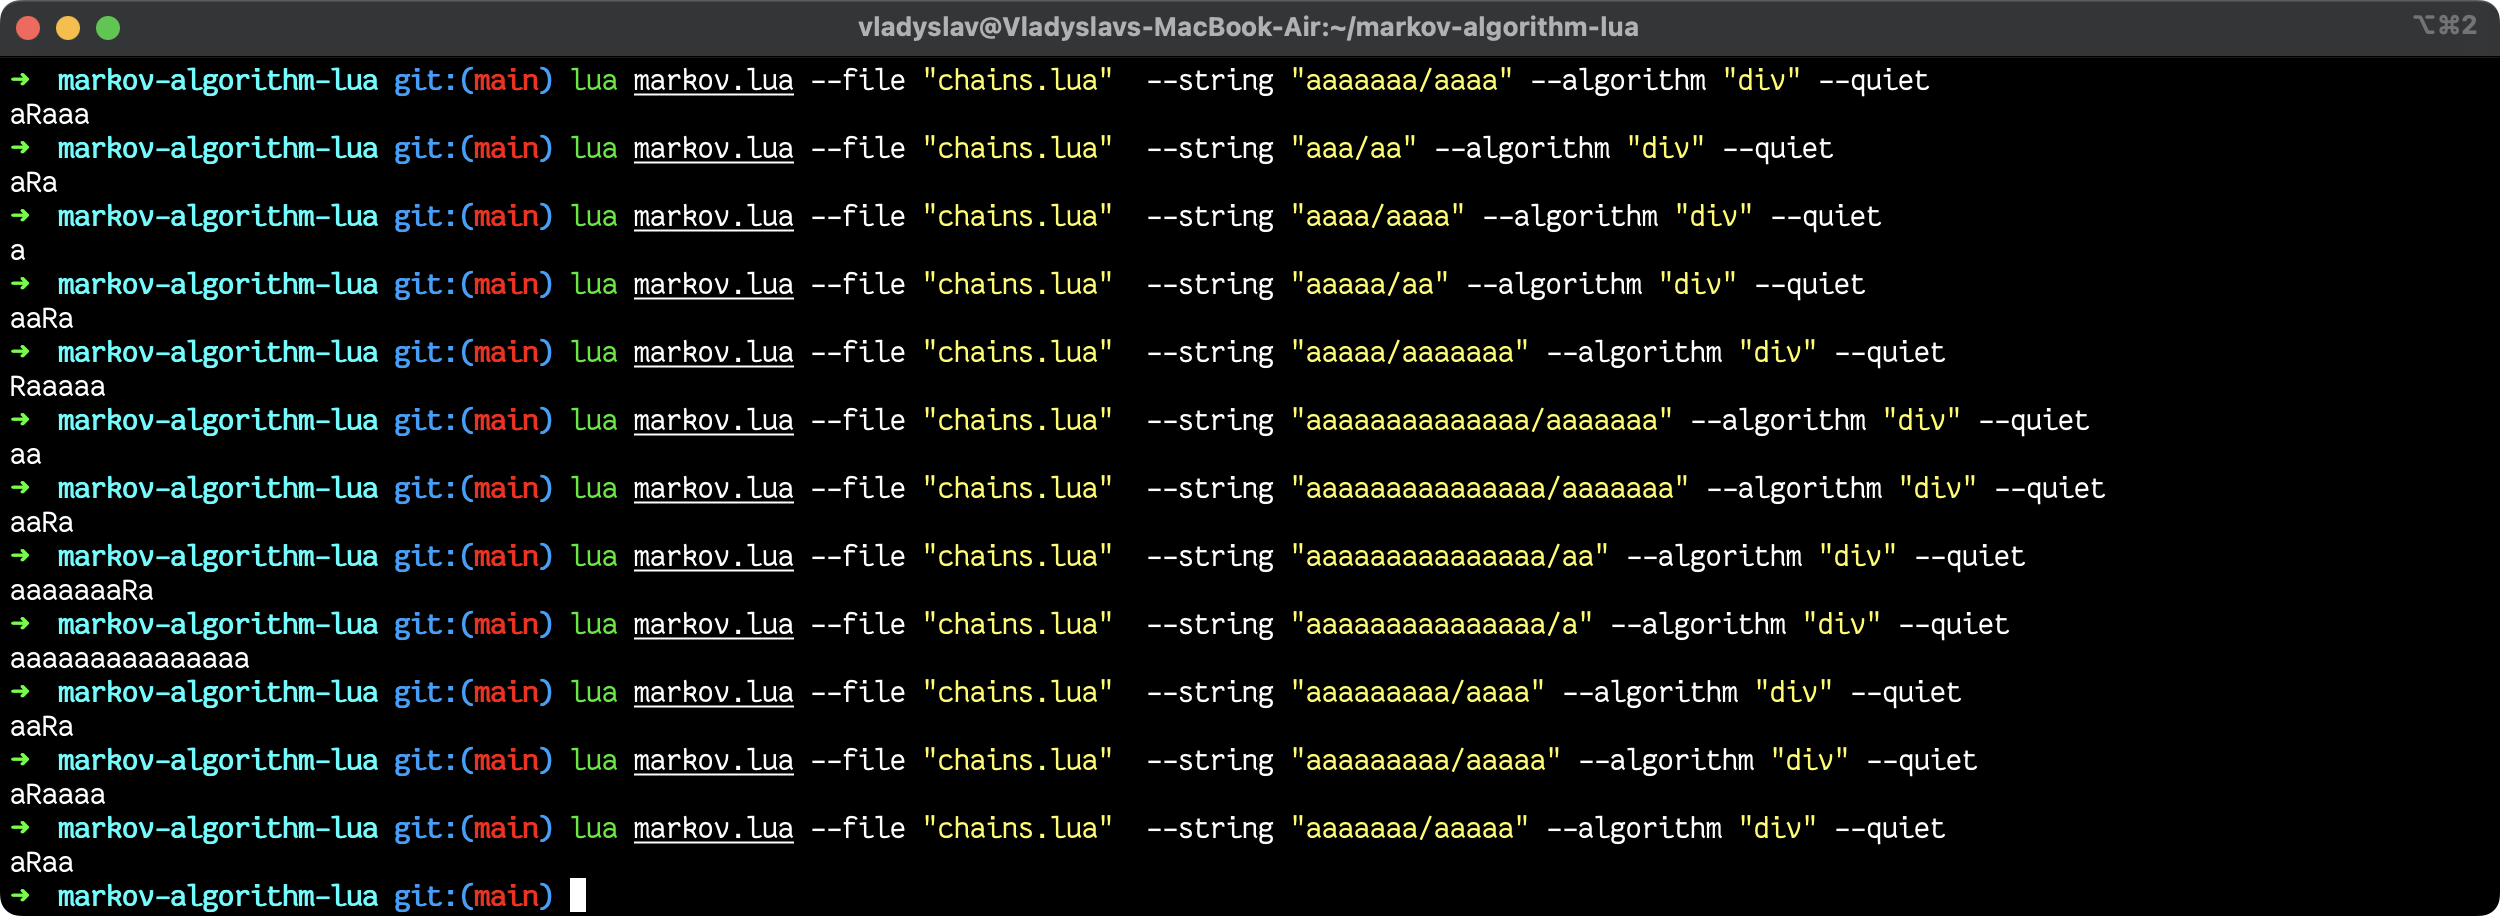 vladyslav@Vladyslavs-MacBook-Air:~/markov-algorithm-lua ⌥⌘2
➜ markov-algorithm-lua git:(main) lua markov.lua --file "chains.lua"  --string "aaaaaaa/aaaa" --algorithm "div" --quiet
aRaaa
➜ markov-algorithm-lua git:(main) lua markov.lua --file "chains.lua"  --string "aaa/aa" --algorithm "div" --quiet
aRa
➜ markov-algorithm-lua git:(main) lua markov.lua --file "chains.lua"  --string "aaaa/aaaa" --algorithm "div" --quiet
a
➜ markov-algorithm-lua git:(main) lua markov.lua --file "chains.lua"  --string "aaaaa/aa" --algorithm "div" --quiet
aaRa
➜ markov-algorithm-lua git:(main) lua markov.lua --file "chains.lua"  --string "aaaaa/aaaaaaa" --algorithm "div" --quiet
Raaaaa
➜ markov-algorithm-lua git:(main) lua markov.lua --file "chains.lua"  --string "aaaaaaaaaaaaaa/aaaaaaa" --algorithm "div" --quiet
aa
➜ markov-algorithm-lua git:(main) lua markov.lua --file "chains.lua"  --string "aaaaaaaaaaaaaaa/aaaaaaa" --algorithm "div" --quiet
aaRa
➜ markov-algorithm-lua git:(main) lua markov.lua --file "chains.lua"  --string "aaaaaaaaaaaaaaa/aa" --algorithm "div" --quiet
aaaaaaaRa
➜ markov-algorithm-lua git:(main) lua markov.lua --file "chains.lua"  --string "aaaaaaaaaaaaaaa/a" --algorithm "div" --quiet
aaaaaaaaaaaaaaa
➜ markov-algorithm-lua git:(main) lua markov.lua --file "chains.lua"  --string "aaaaaaaaa/aaaa" --algorithm "div" --quiet
aaRa
➜ markov-algorithm-lua git:(main) lua markov.lua --file "chains.lua"  --string "aaaaaaaaa/aaaaa" --algorithm "div" --quiet
aRaaaa
➜ markov-algorithm-lua git:(main) lua markov.lua --file "chains.lua"  --string "aaaaaaa/aaaaa" --algorithm "div" --quiet
aRaa
➜ markov-algorithm-lua git:(main)